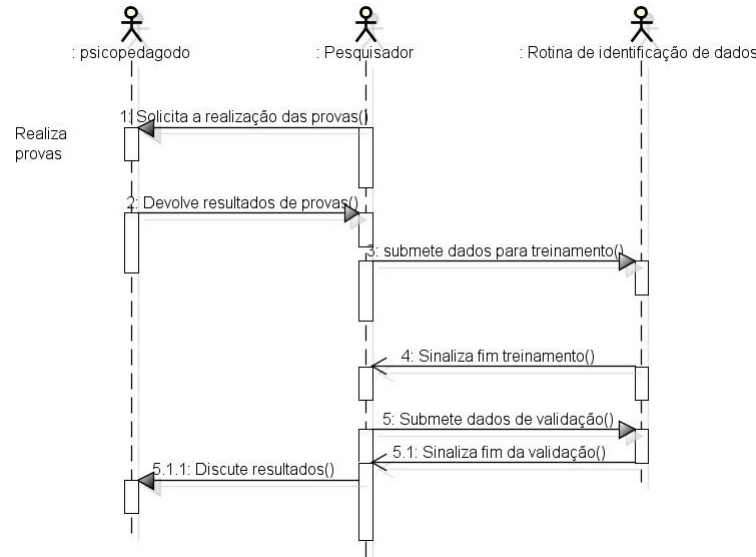 : psicopedagodo
: Pesquisador
: Rotina de identificação de dados
1: Solicita a realização das provas()
Realiza
provas
2: Devolve resultados de provas()
3: submete dados para treinamento()
4: Sinaliza fim treinamento()
5: Submete dados de validação()
5.1: Sinaliza fim da validação()
5.1.1: Discute resultados()